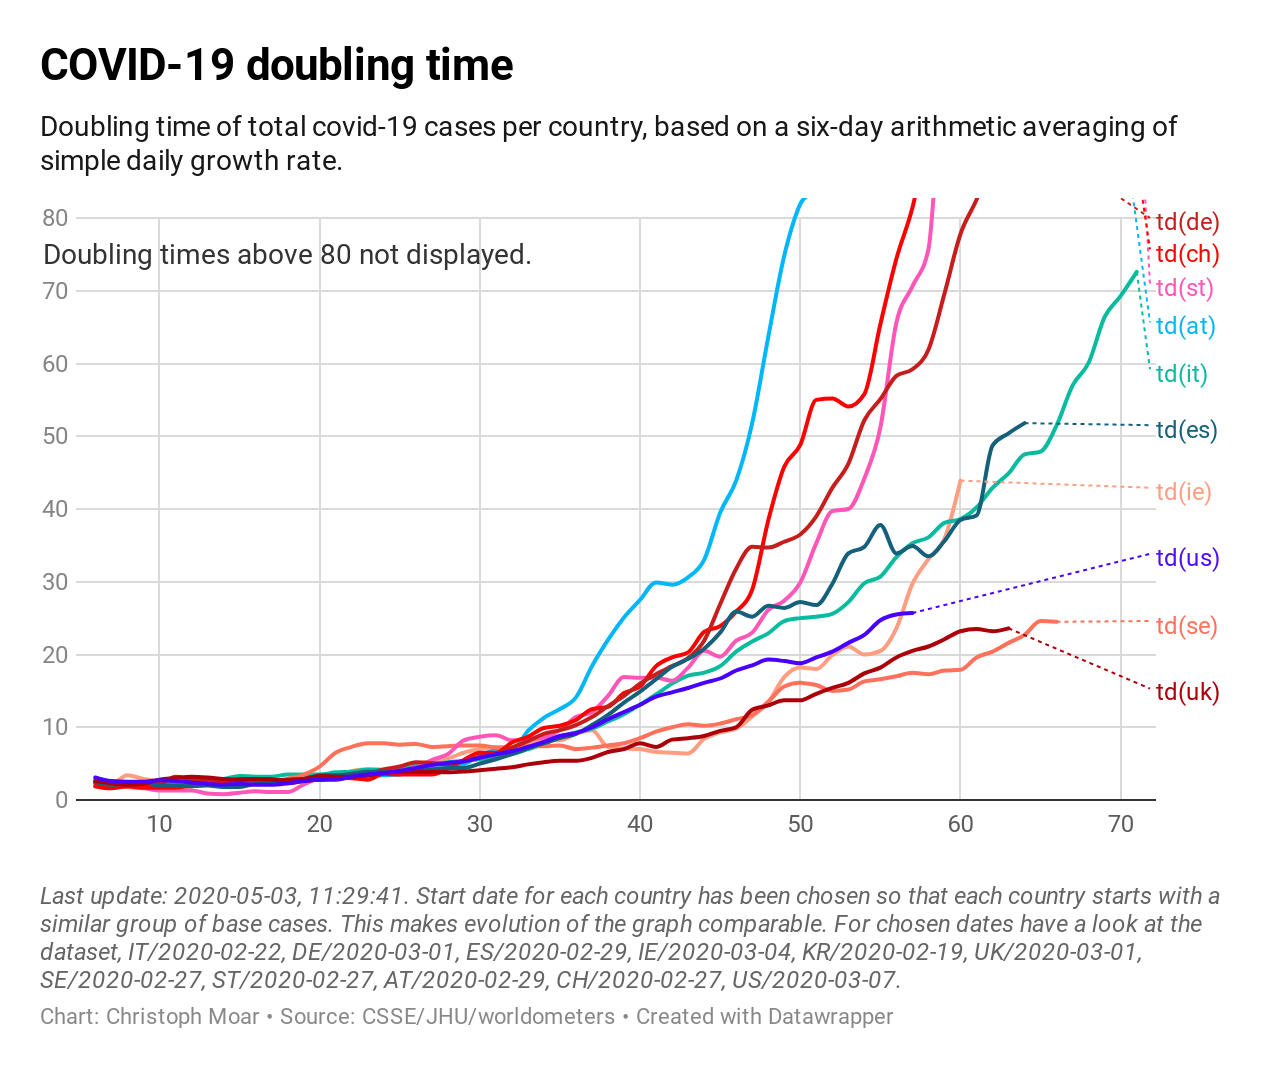 COVID-19 doubling time
Doubling time of total covid-19 cases per country, based on a six-day arithmetic averaging of
simple daily growth rate.
80
Doubling times above 80 not displayed.
70
60
50
40
30
20
10
0
td(de)
td(ch)
td(st)
td(at)
td(it)
td(es)
td(ie)
td(us)
td(se)
td(uk)
10 20 30 40 50 60 70
Last update: 2020-05-03, 11:29:41. Start date for each country has been chosen so that each country starts with a
similar group of base cases. This makes evolution of the graph comparable. For chosen dates have a look at the
dataset, IT/2020-02-22, DE/2020-03-01, ES/2020-02-29, IE/2020-03-04, KR/2020-02-19, UK/2020-03-01,
SE/2020-02-27, ST/2020-02-27, AT/2020-02-29, CH/2020-02-27, US/2020-03-07.
Chart: Christoph Moar • Source: CSSE/JHU/worldometers • Created with Datawrapper